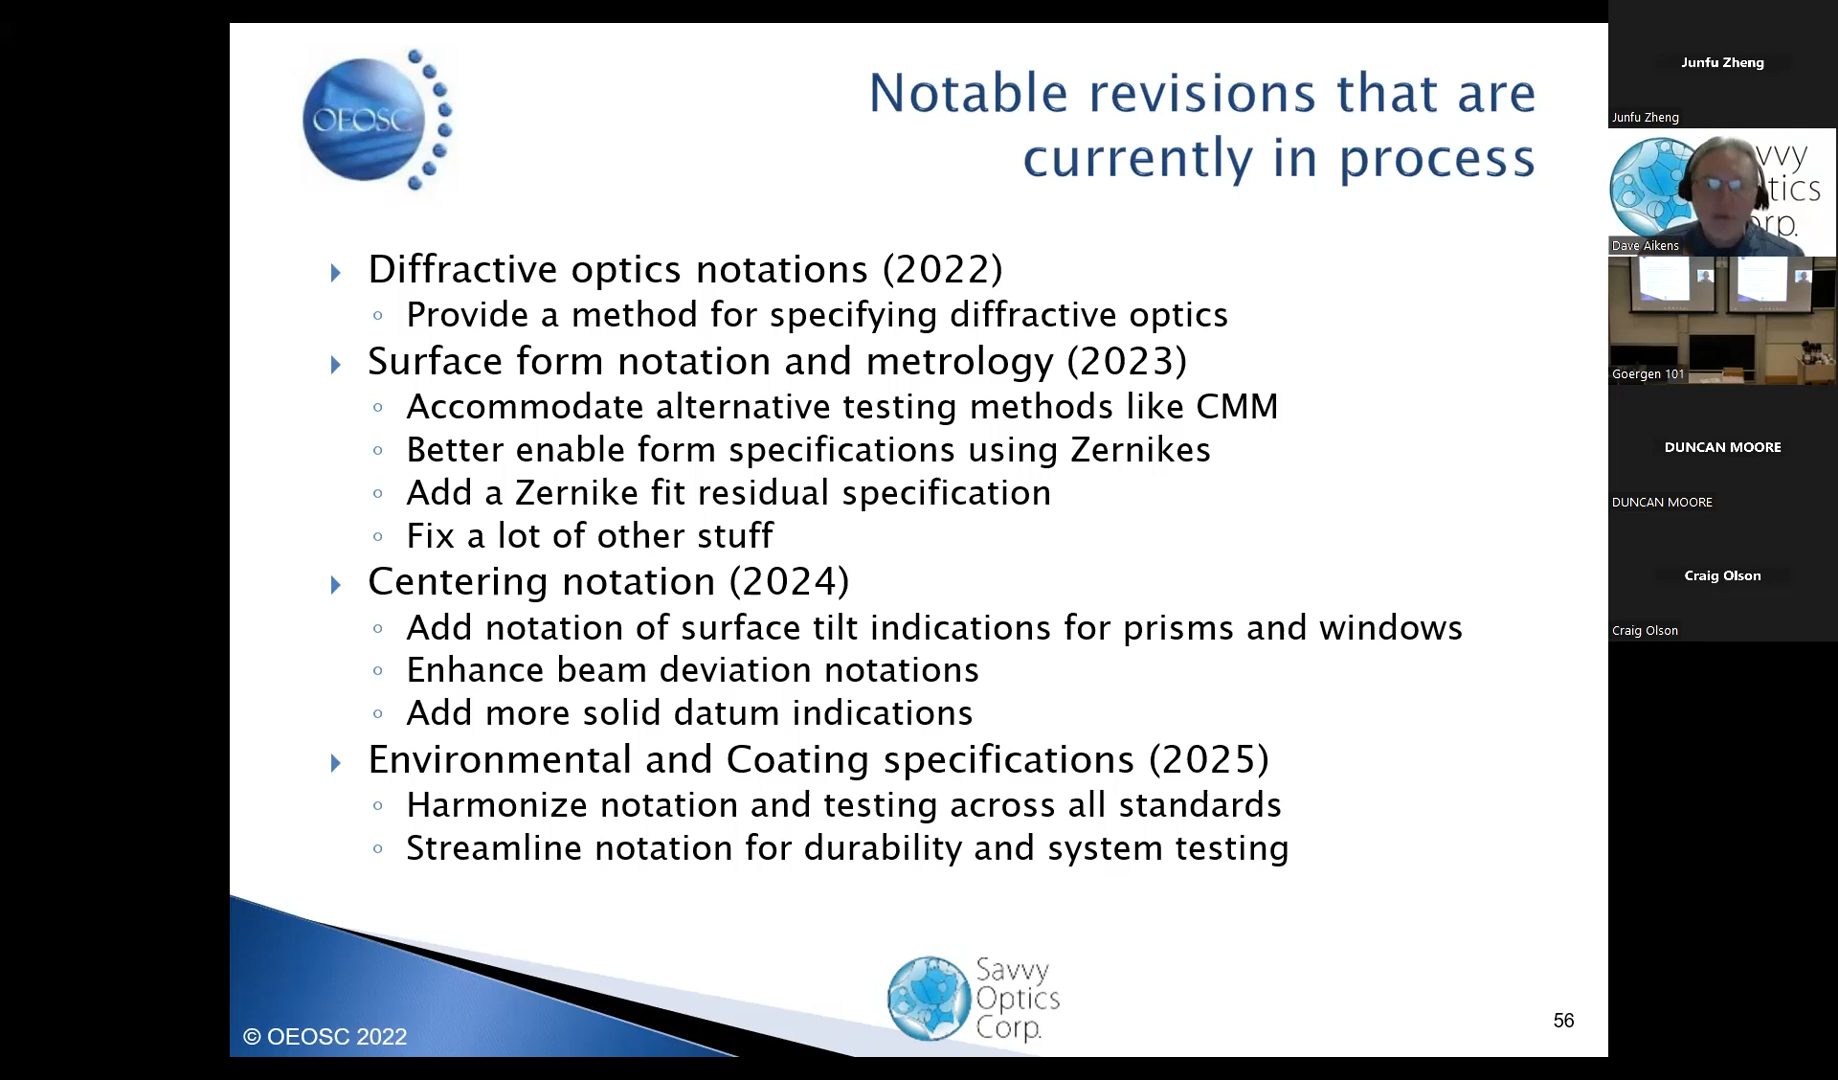 OEOSC
Notable revisions that are
currently in process
Diffractive optics notations (2022)
Provide a method for specifying diffractive optics
Surface form notation and metrology (2023)
Accommodate alternative testing methods like CMM
Better enable form specifications using Zernikes
Add a Zernike fit residual specification
Fix a lot of other stuff
Centering notation (2024)
Add notation of surface tilt indications for prisms and windows
Enhance beam deviation notations
Add more solid datum indications
Environmental and Coating specifications (2025)
Harmonize notation and testing across all standards
Streamline notation for durability and system testing
Savvy
Optics
Corp.
© OEOSC 2022
56
Junfu Zheng
Junfu Zheng
vvy
tics
orp.
Dave Aikens
Goergen 101
DUNCAN MOORE
DUNCAN MOORE
Craig Olson
Craig Olson